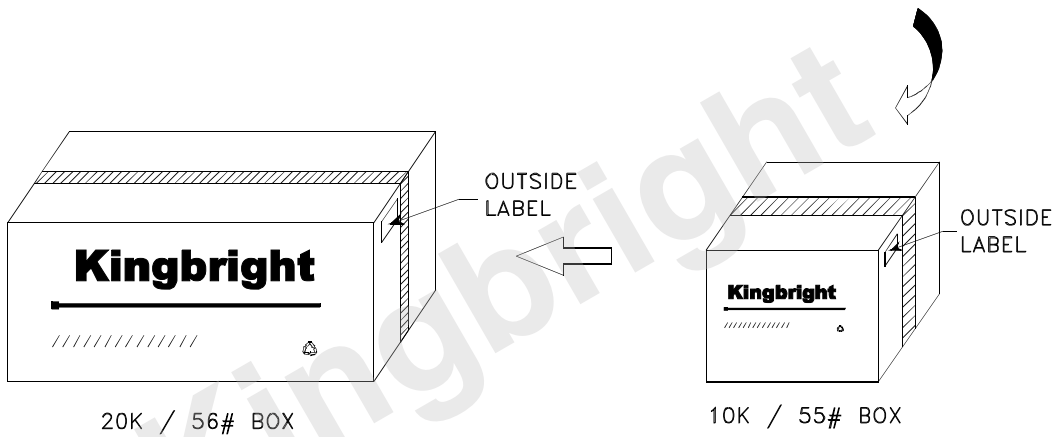 Kingbright
OUTSIDE
LABEL
Kingbright
20K / 56# BOX
Kingbright
OUTSIDE
LABEL
10K / 55# BOX